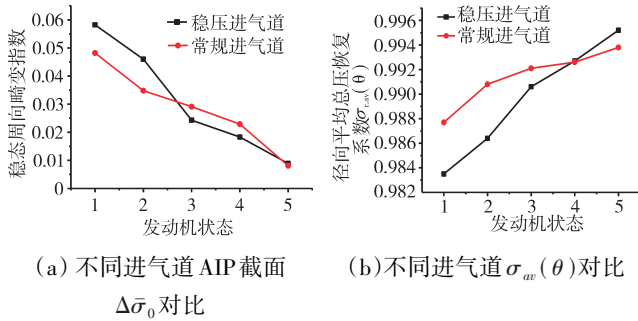 0.06
0.05
0.04
0.03
0.02
0.01
0
1 2 3 4 5
稳态周向畸变指数
发动机状态
稳压进气道
常规进气道
(a) 不同进气道 AIP 截面
Δσ̄₀ 对比
0.996
0.994
0.992
0.990
0.988
0.986
0.984
0.982
1 2 3 4 5
径向平均总压恢复
系数σr,av(θ)
发动机状态
稳压进气道
常规进气道
(b) 不同进气道 σav(θ) 对比